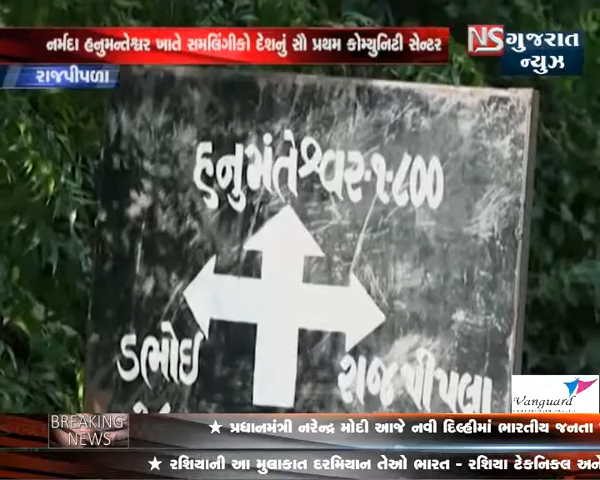 નર્મદા હનુમન્તેશ્વર ખાતે સમલિંગીકો દેશનું સૌ પ્રથમ કોમ્યુનિટી સેન્ટર
NS ગુજરાત ન્યુઝ
રાજપીપળા
હનુમંતેશ્વર-૧-૮૦૦
ડભોઇ
રાજપીપલા
Vanguard
BREAKING NEWS
★ પ્રધાનમંત્રી નરેન્દ્ર મોદી આજે નવી દિલ્હીમાં ભારતીય જનતા
★ રશિયાની આ મુલાકાત દરમિયાન તેઓ ભારત - રશિયા ટેકનિકલ અને